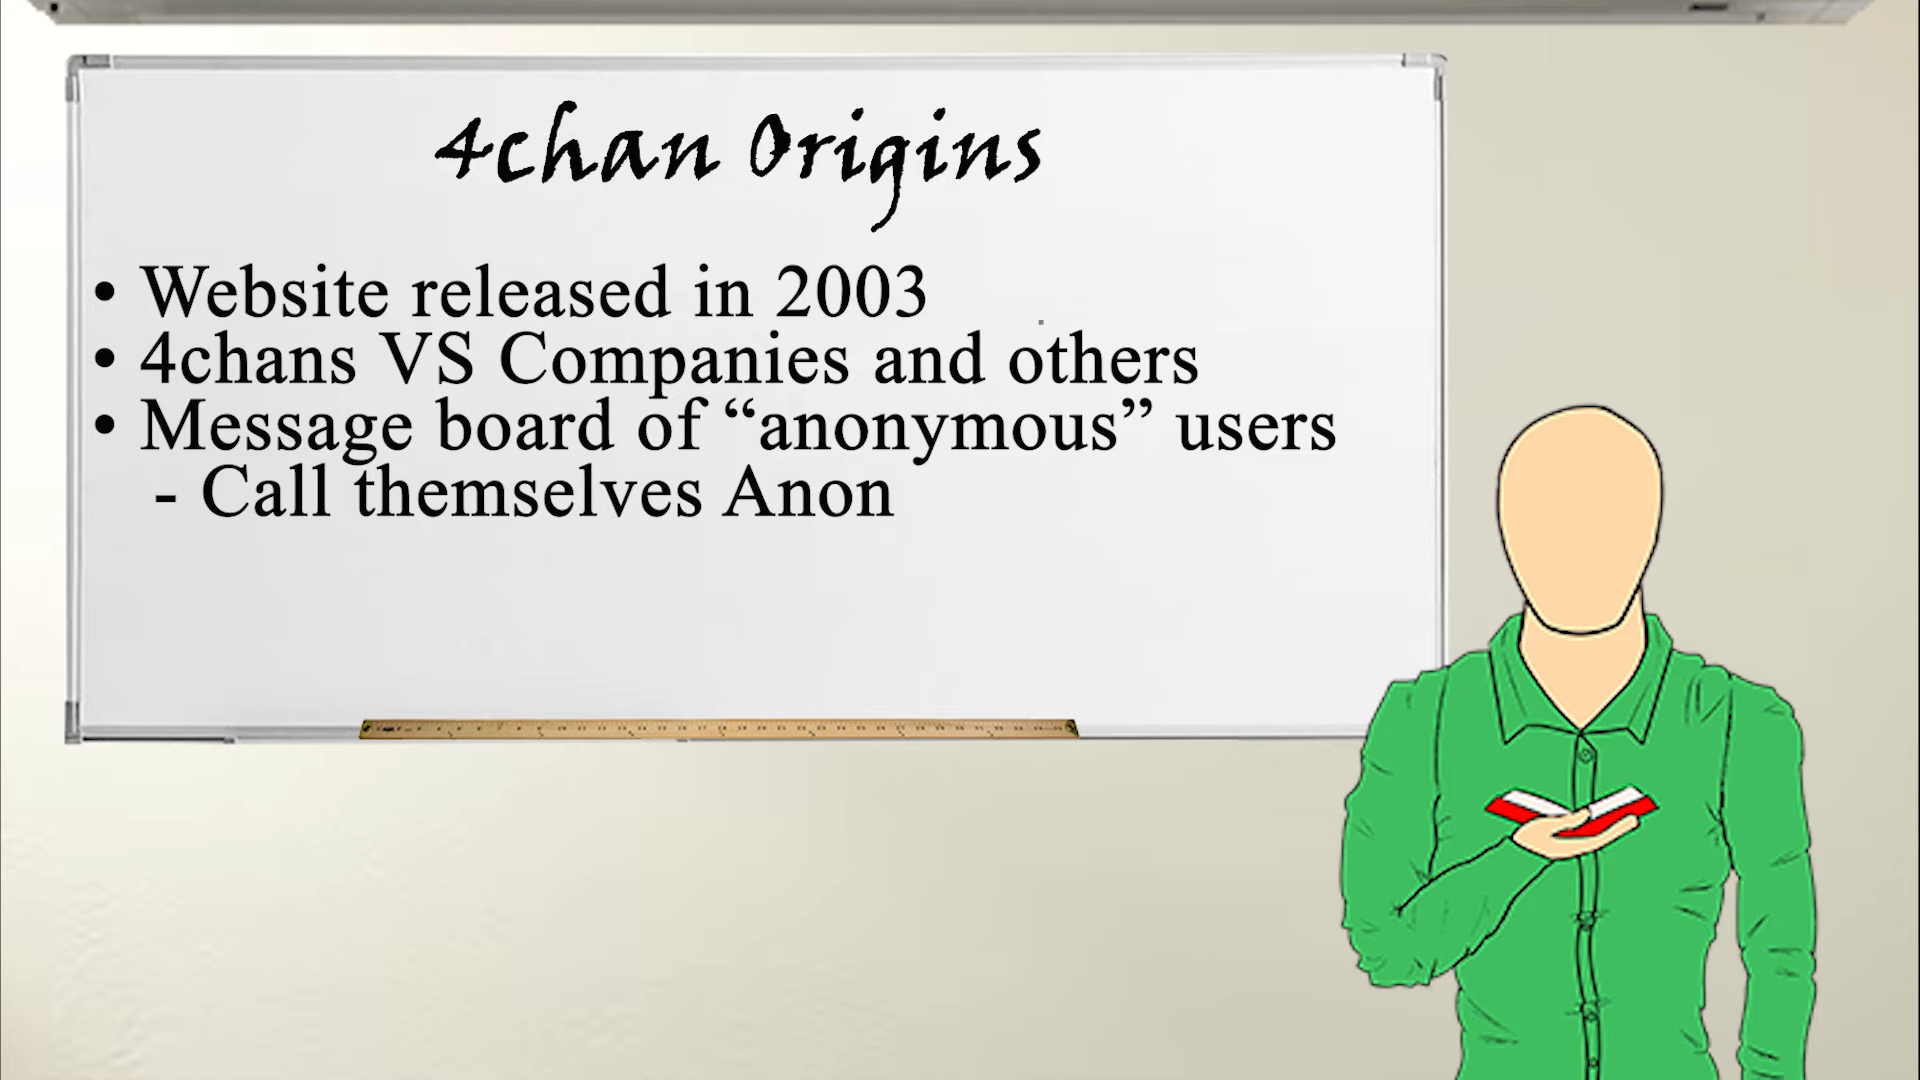 4chan Origins
• Website released in 2003
• 4chans VS Companies and others
• Message board of “anonymous” users
- Call themselves Anon